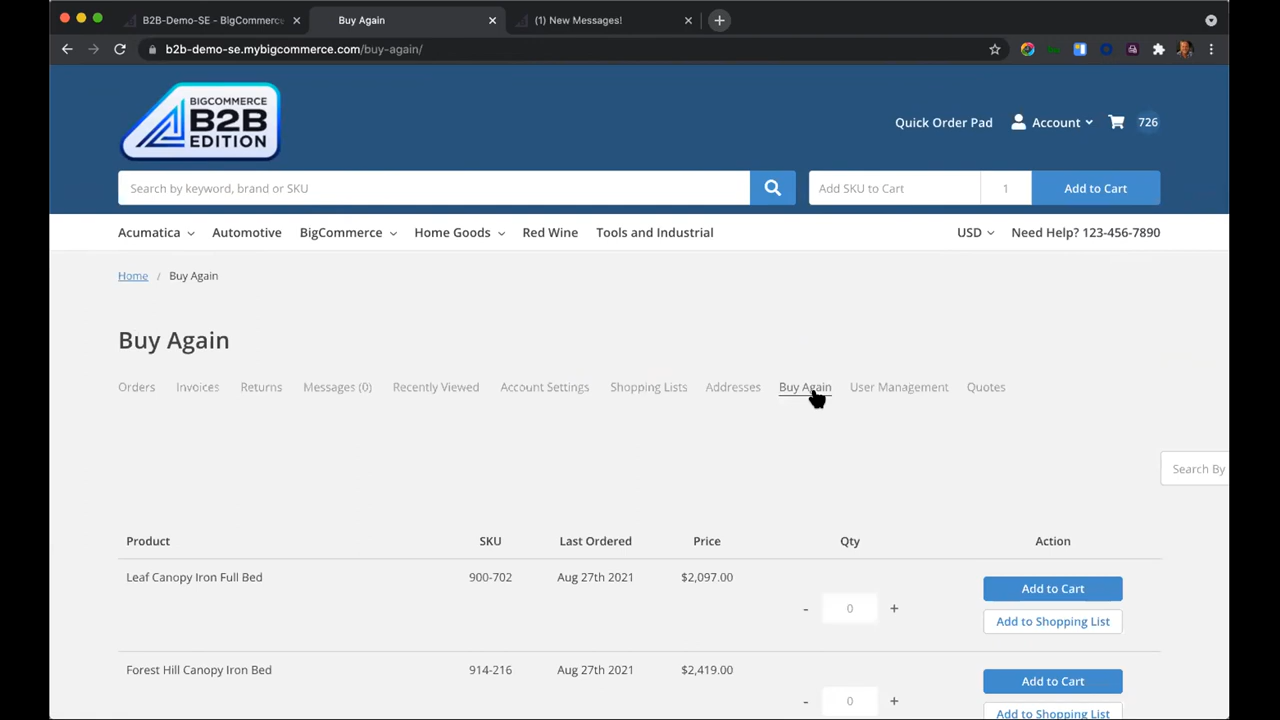 B2B-Demo-SE - BigCommerce
Buy Again
(1) New Messages!
b2b-demo-se.mybigcommerce.com/buy-again/
BIGCOMMERCE
B2B
EDITION
Quick Order Pad
Account
726
Search by keyword, brand or SKU
Add SKU to Cart
1
Add to Cart
Acumatica
Automotive
BigCommerce
Home Goods
Red Wine
Tools and Industrial
USD
Need Help? 123-456-7890
Home / Buy Again
Buy Again
Orders
Invoices
Returns
Messages (0)
Recently Viewed
Account Settings
Shopping Lists
Addresses
Buy Again
User Management
Quotes
Search By
Product SKU Last Ordered Price Qty Action
Leaf Canopy Iron Full Bed 900-702 Aug 27th 2021 $2,097.00
Add to Cart
- 0 +
Add to Shopping List
Forest Hill Canopy Iron Bed 914-216 Aug 27th 2021 $2,419.00
Add to Cart
- 0 +
Add to Shopping List